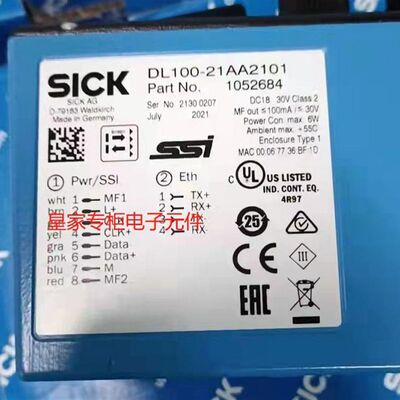 SICK
SICK AG
D-79183 Waldkirch
Made in Germany
DL100-21AA2101
Part No. 1052684
Ser No 2130 0207
July 2021
DC18 30V Class 2
MF out ≤100mA / ≤ 30V
Power Con. max 6W
Ambient max. +55C
Enclosure Type 1
MAC 00:06:77:36:BF:1D
SSI
1 Pwr/SSI
wht 1 MF1
brn 2 L+
yel 4 CLK+
gra 5 Data-
pnk 6 Data+
blu 7 M
red 8 MF2
2 Eth
1 TX+
2 RX+
4
皇家专柜电子元件
C UL US LISTED
IND. CONT. EQ.
4R97
25
CE
III
EAC